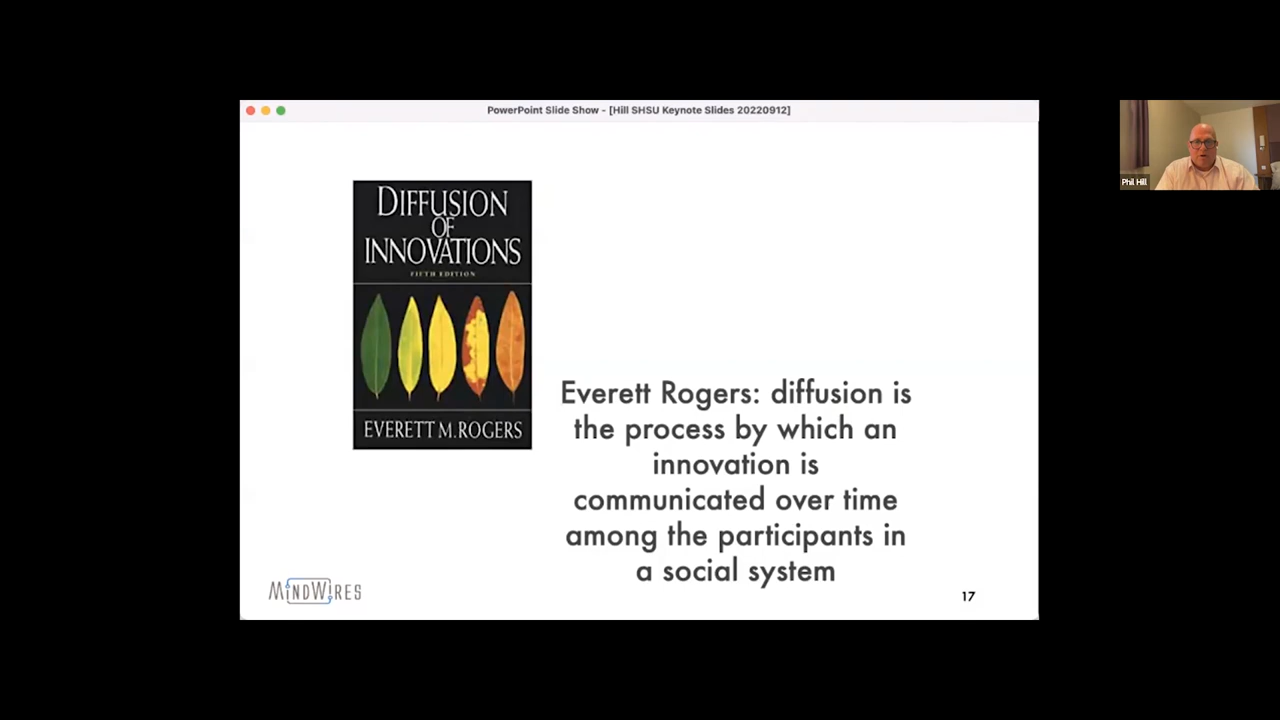 PowerPoint Slide Show - [Hill SHSU Keynote Slides 20220912]
Phil Hill
DIFFUSION
OF
INNOVATIONS
FIFTH EDITION
EVERETT M. ROGERS
Everett Rogers: diffusion is
the process by which an
innovation is
communicated over time
among the participants in
a social system
MINDWIRES
17